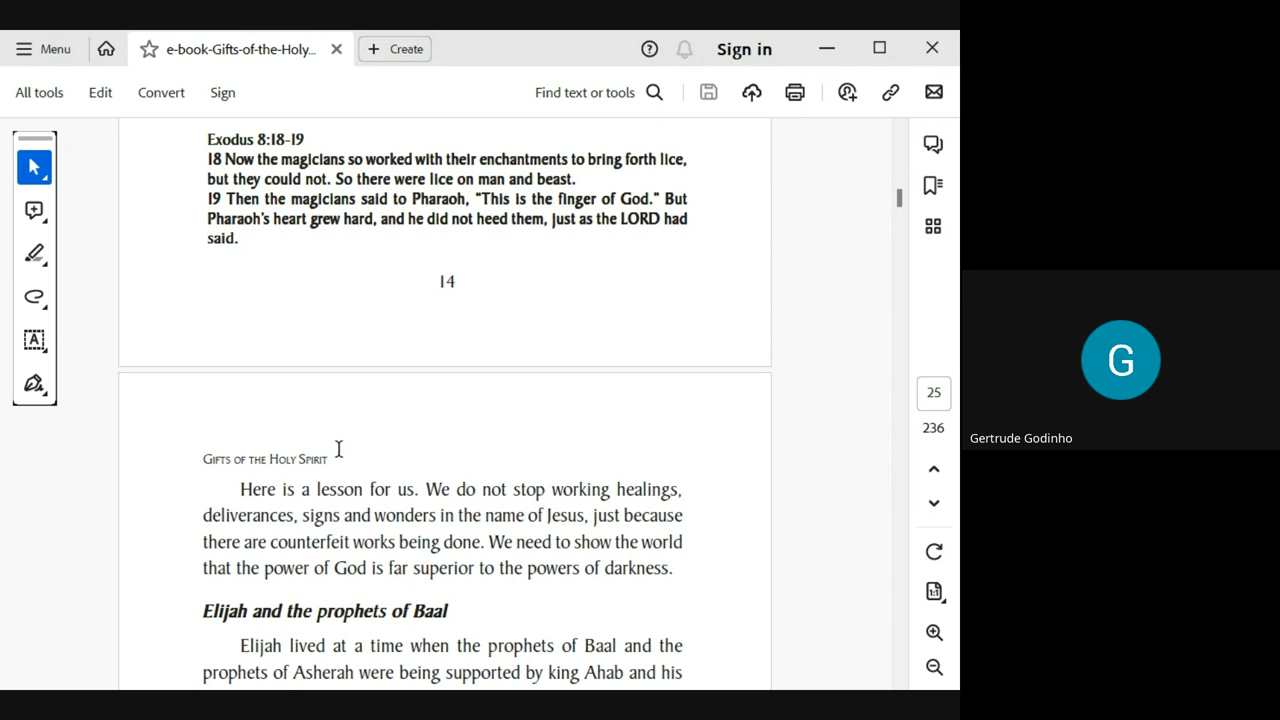 Menu
e-book-Gifts-of-the-Holy...
Create
Sign in
All tools
Edit
Convert
Sign
Find text or tools
Exodus 8:18-19
18 Now the magicians so worked with their enchantments to bring forth lice,
but they could not. So there were lice on man and beast.
19 Then the magicians said to Pharaoh, “This is the finger of God.” But
Pharaoh’s heart grew hard, and he did not heed them, just as the LORD had
said.
14
25
236
GIFTS OF THE HOLY SPIRIT
Here is a lesson for us. We do not stop working healings,
deliverances, signs and wonders in the name of Jesus, just because
there are counterfeit works being done. We need to show the world
that the power of God is far superior to the powers of darkness.
Elijah and the prophets of Baal
Elijah lived at a time when the prophets of Baal and the
prophets of Asherah were being supported by king Ahab and his
G
Gertrude Godinho